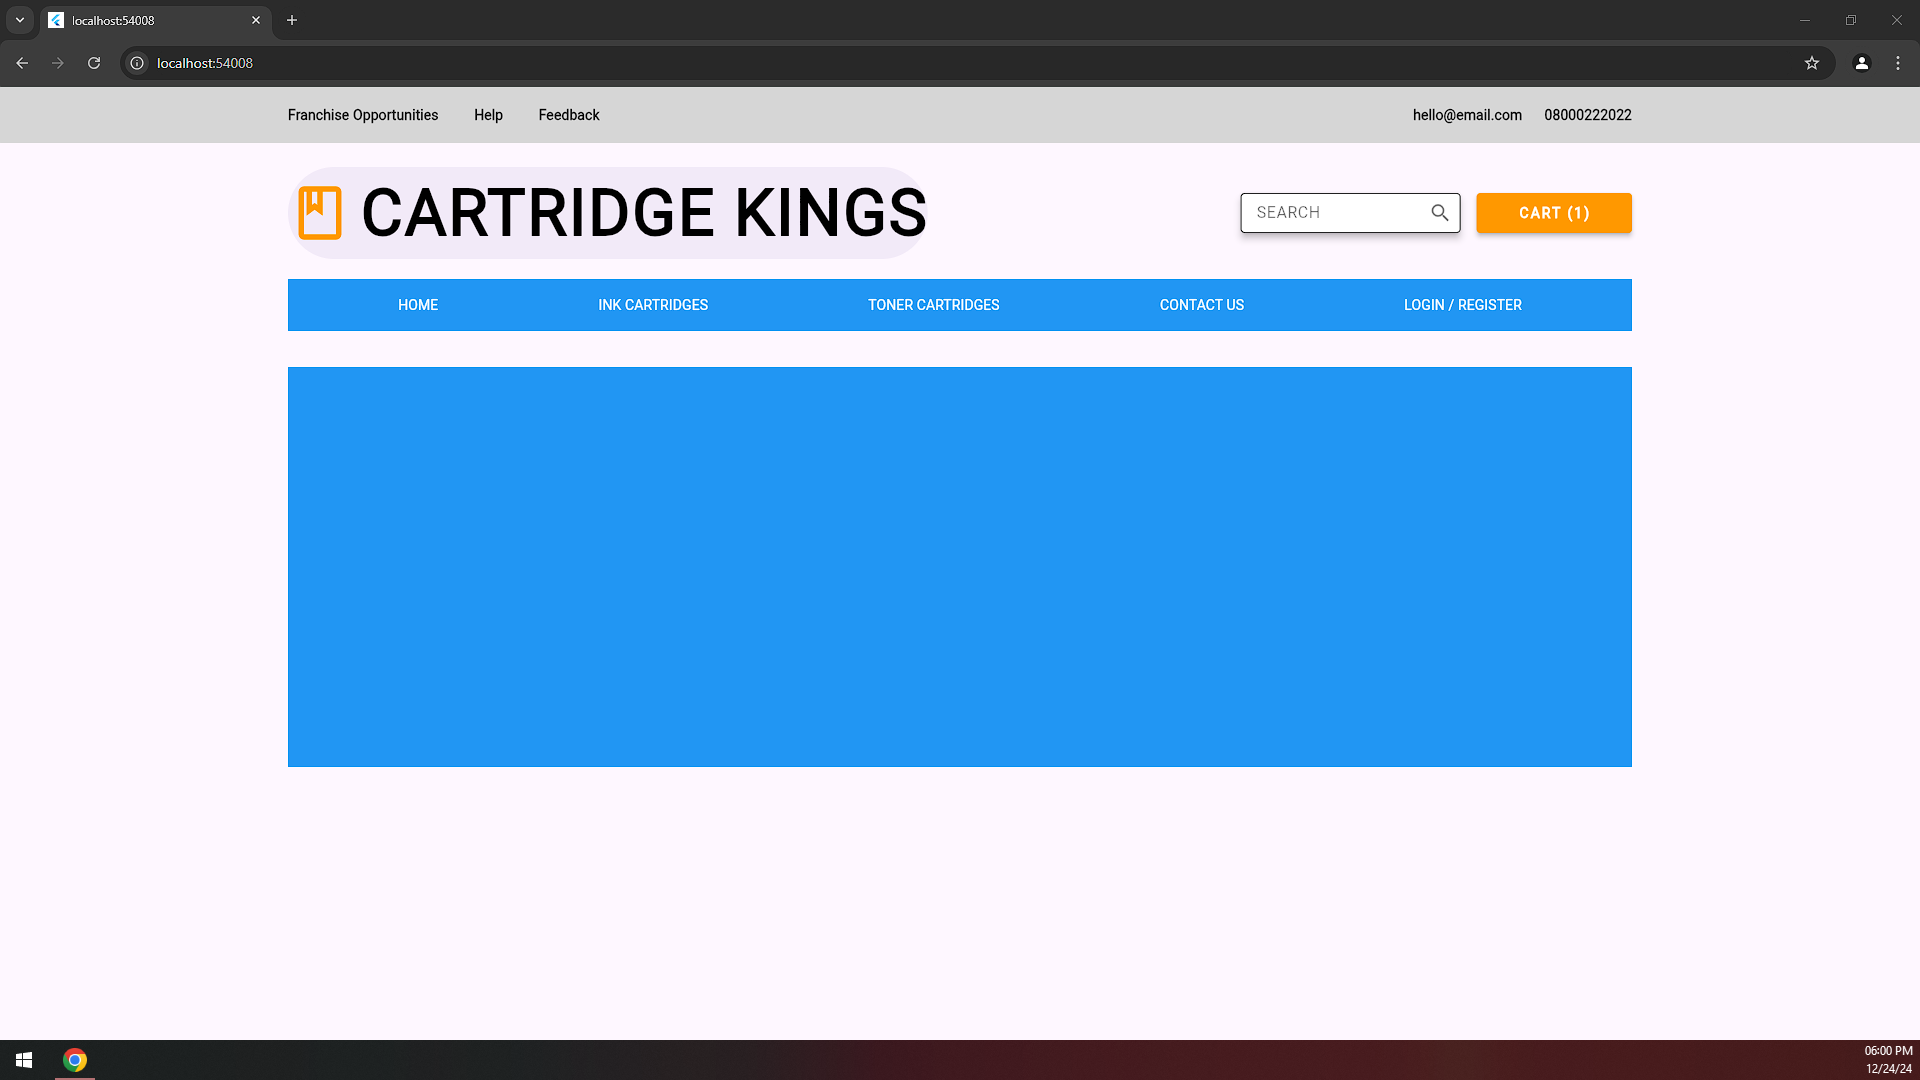 localhost:54008
localhost:54008
Franchise Opportunities Help Feedback hello@email.com 08000222022
CARTRIDGE KINGS SEARCH CART (1)
HOME INK CARTRIDGES TONER CARTRIDGES CONTACT US LOGIN / REGISTER
06:00 PM
12/24/24